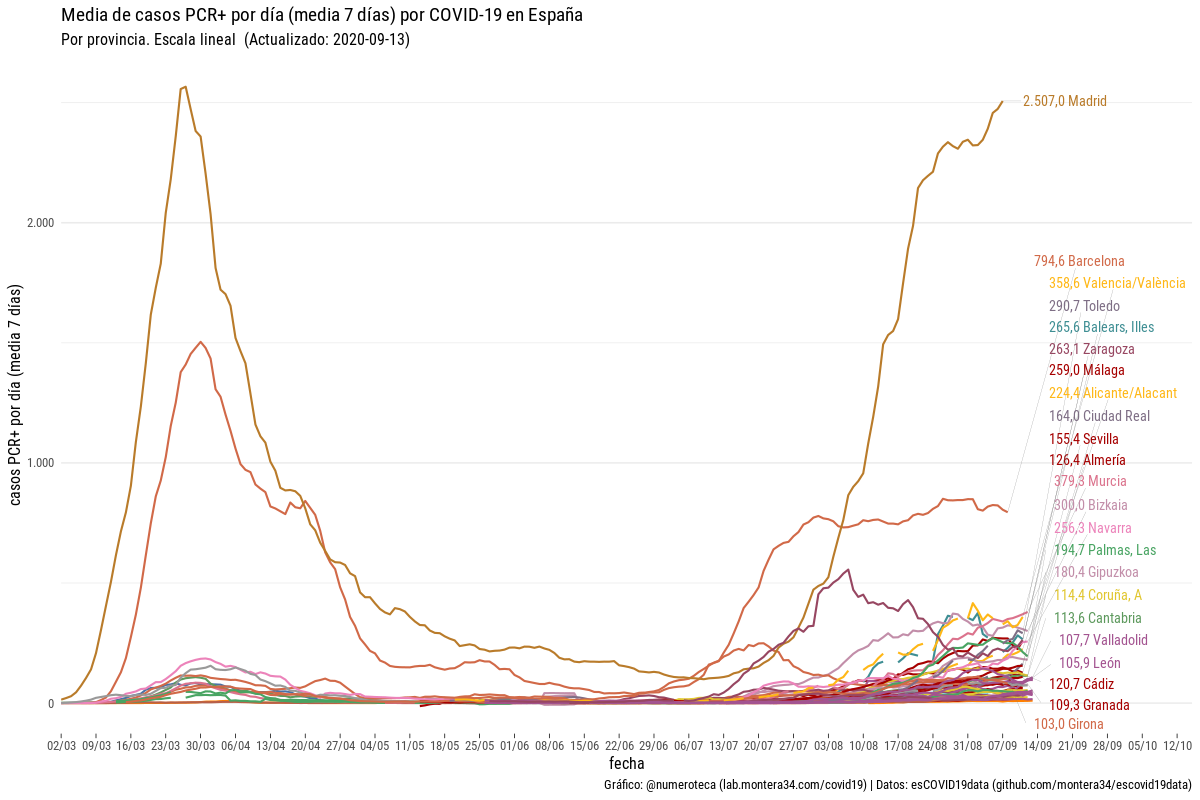 Media de casos PCR+ por día (media 7 días) por COVID-19 en España
Por provincia. Escala lineal (Actualizado: 2020-09-13)
casos PCR+ por día (media 7 días)
2.000
1.000
0
2.507,0 Madrid
794,6 Barcelona
358,6 Valencia/València
290,7 Toledo
265,6 Balears, Illes
263,1 Zaragoza
259,0 Málaga
224,4 Alicante/Alacant
164,0 Ciudad Real
155,4 Sevilla
126,4 Almería
379,3 Murcia
300,0 Bizkaia
256,3 Navarra
194,7 Palmas, Las
180,4 Gipuzkoa
114,4 Coruña, A
113,6 Cantabria
107,7 Valladolid
105,9 León
120,7 Cádiz
109,3 Granada
103,0 Girona
02/03 09/03 16/03 23/03 30/03 06/04 13/04 20/04 27/04 04/05 11/05 18/05 25/05 01/06 08/06 15/06 22/06 29/06 06/07 13/07 20/07 27/07 03/08 10/08 17/08 24/08 31/08 07/09 14/09 21/09 28/09 05/10 12/10
fecha
Gráfico: @numeroteca (lab.montera34.com/covid19) | Datos: esCOVID19data (github.com/montera34/escovid19data)